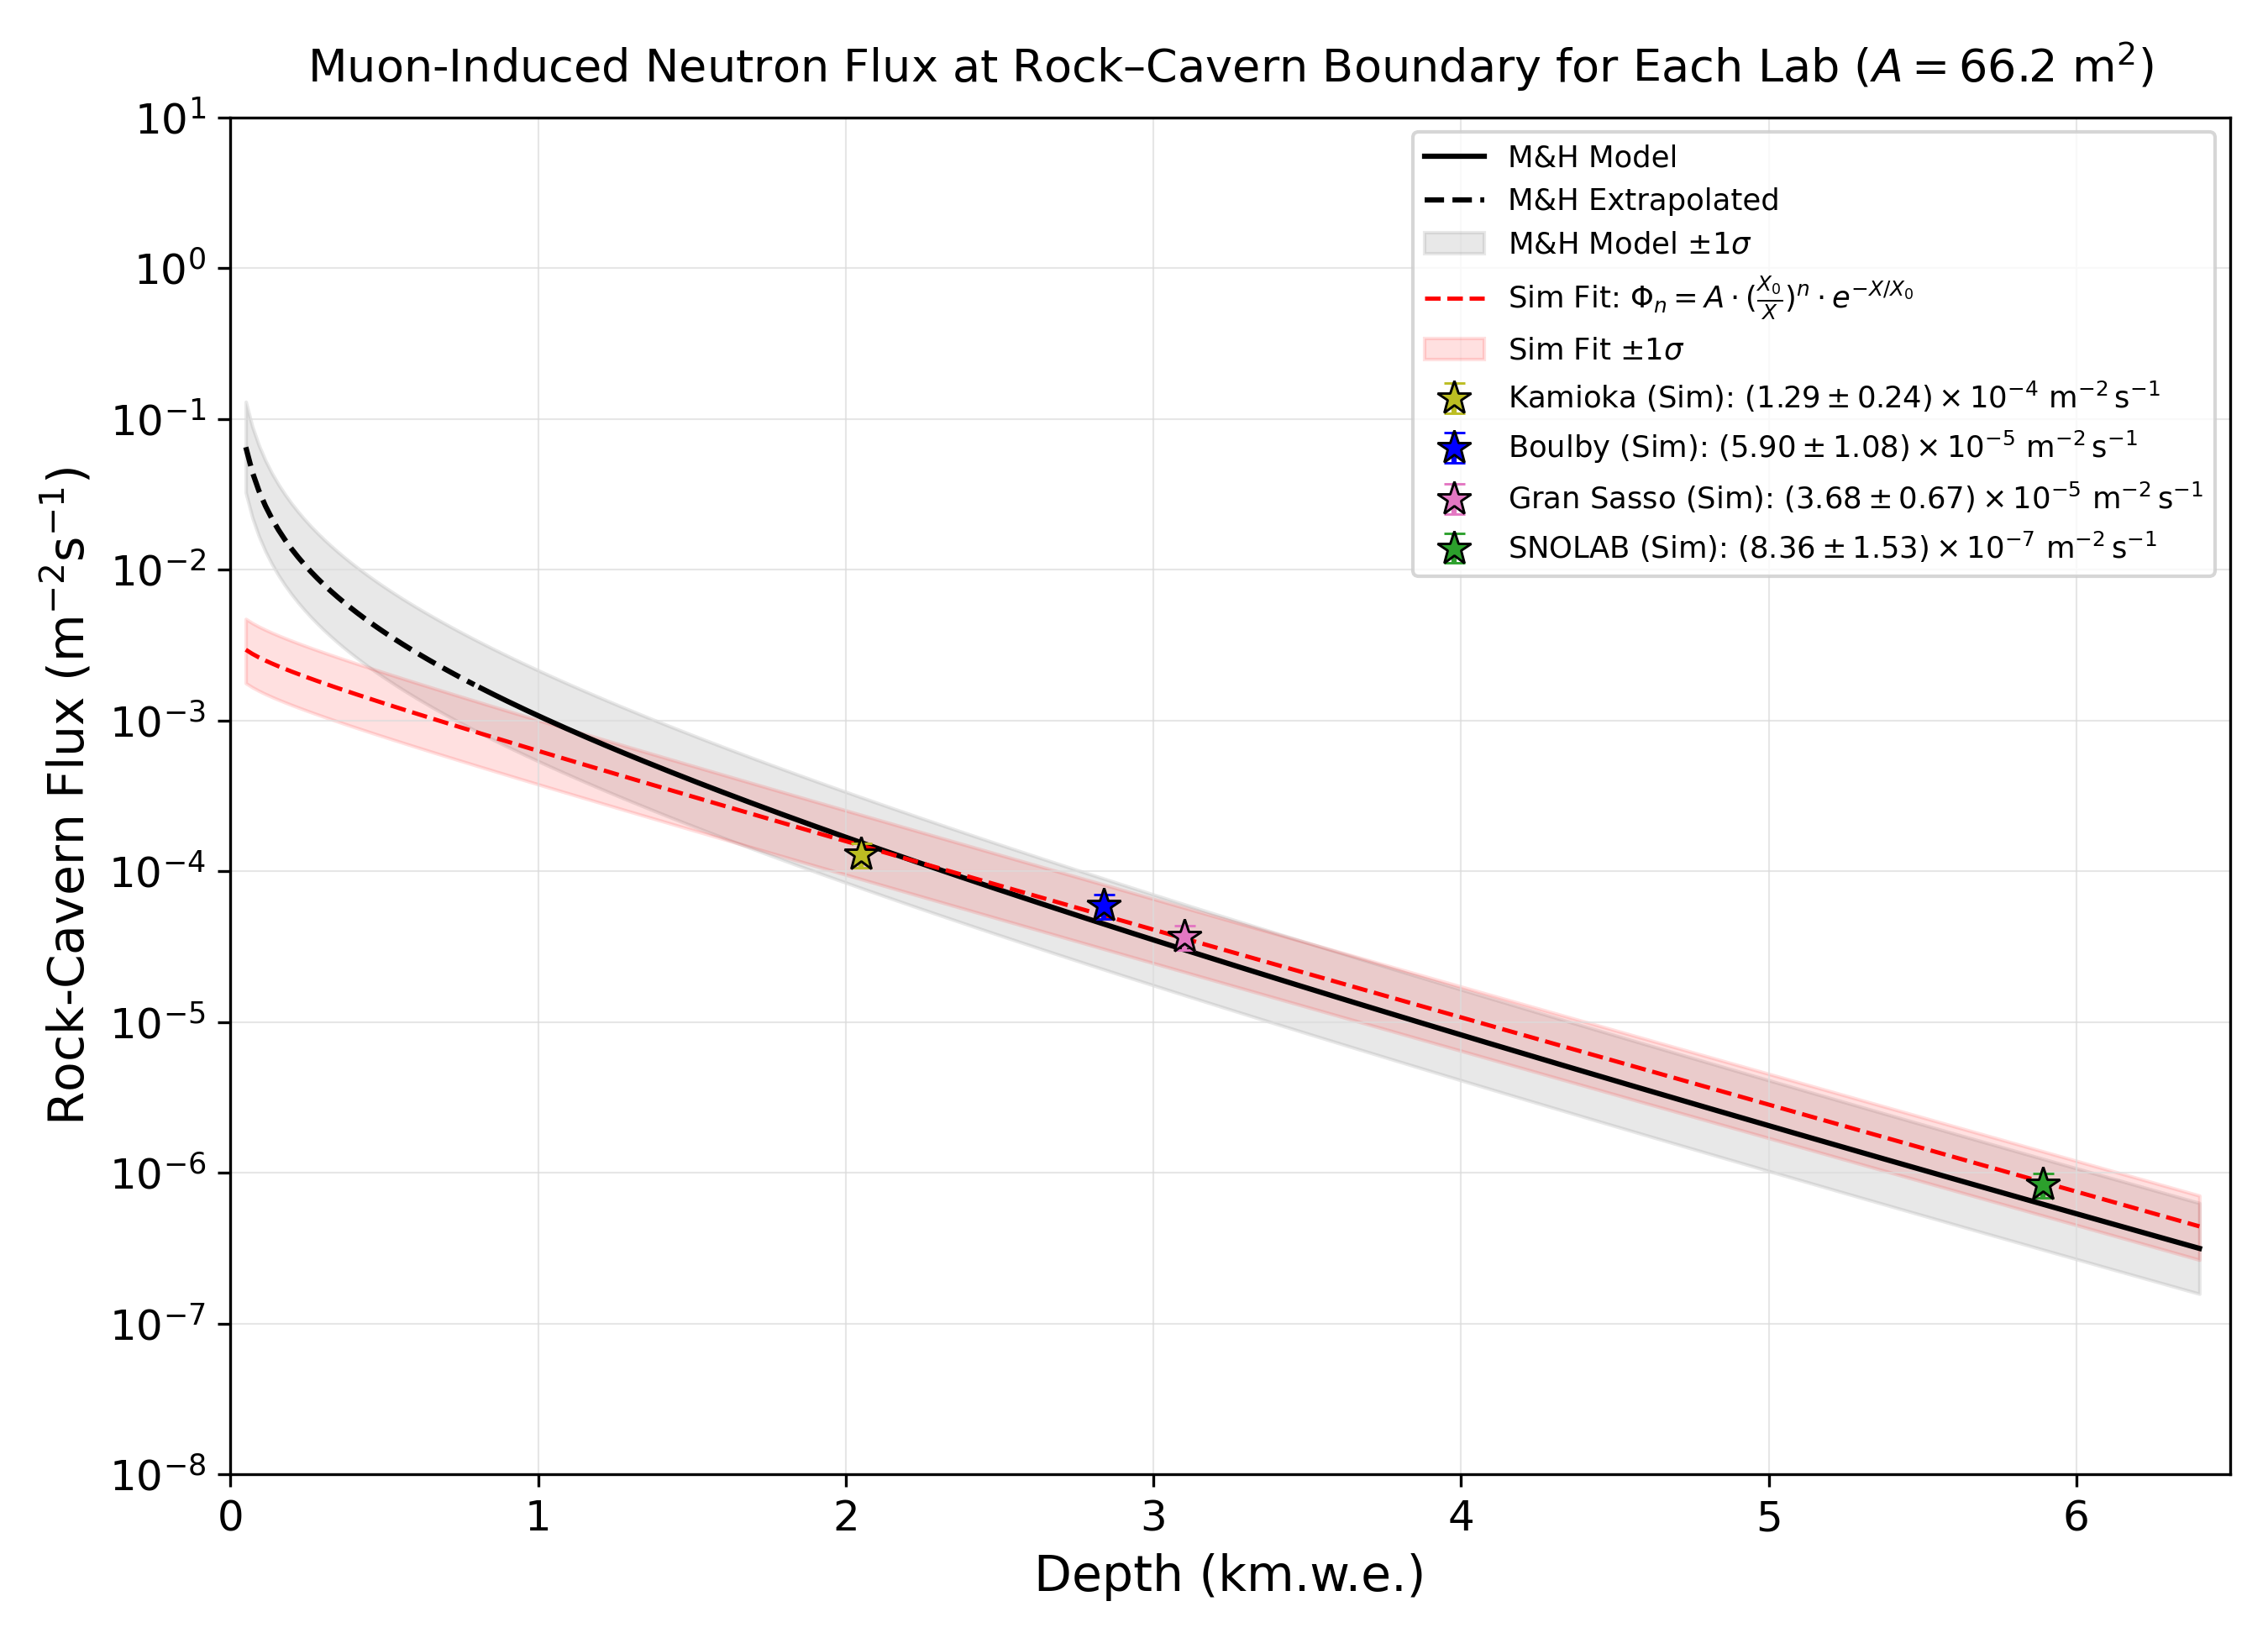 Muon-Induced Neutron Flux at Rock–Cavern Boundary for Each Lab (A = 66.2 m²)
10¹
10⁰
10⁻¹
10⁻²
10⁻³
10⁻⁴
10⁻⁵
10⁻⁶
10⁻⁷
10⁻⁸
Rock-Cavern Flux (m⁻²s⁻¹)
M&H Model
M&H Extrapolated
M&H Model ±1σ
Sim Fit: Φₙ = A · (X₀/X)ⁿ · e^(−X/X₀)
Sim Fit ±1σ
Kamioka (Sim): (1.29 ± 0.24) × 10⁻⁴ m⁻² s⁻¹
Boulby (Sim): (5.90 ± 1.08) × 10⁻⁵ m⁻² s⁻¹
Gran Sasso (Sim): (3.68 ± 0.67) × 10⁻⁵ m⁻² s⁻¹
SNOLAB (Sim): (8.36 ± 1.53) × 10⁻⁷ m⁻² s⁻¹
0 1 2 3 4 5 6
Depth (km.w.e.)